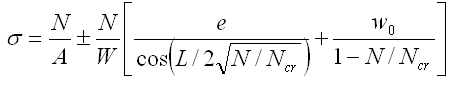 σ = N/A ± N/W [ e / cos(L/2√(N/N_cr)) + w_0 / (1 − N/N_cr) ]